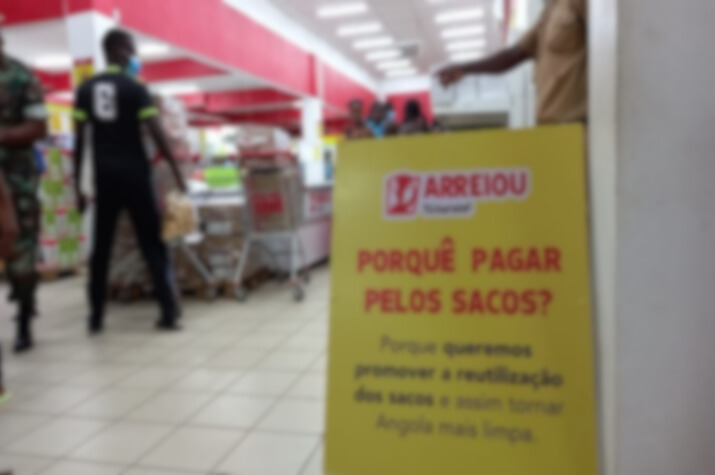 ARREIOU
PORQUÊ PAGAR
PELOS SACOS?
Porque queremos
promover a reutilização
dos sacos e assim tornar
Angola mais limpa.